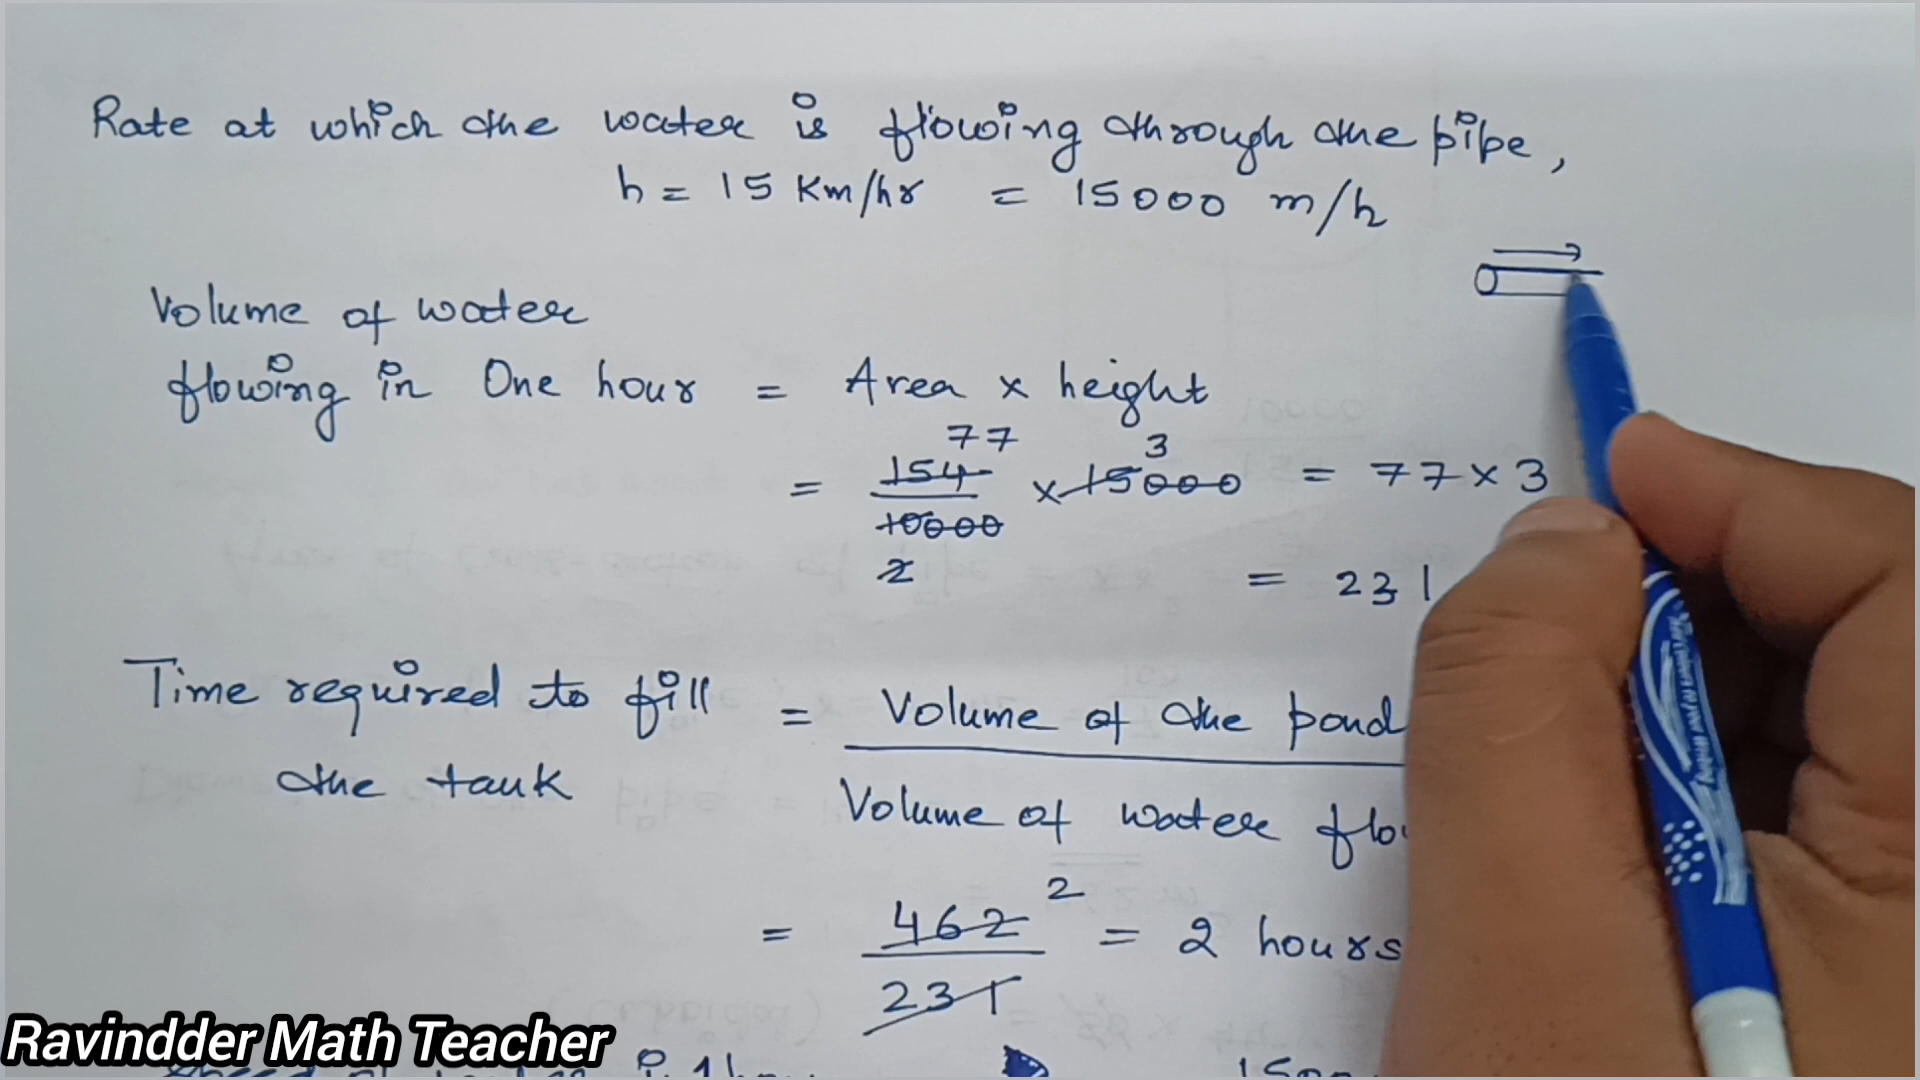 Rate at which the water is flowing through the pipe,
h = 15 Km/hr = 15000 m/h
Volume of water
flowing in One hour = Area x height
77 3
= 154 x 15000 = 77 x 3
10000
2 = 231
Time required to fill = Volume of the pond
the tank Volume of water
2
= 462 = 2 hours
231
Ravindder Math Teacher